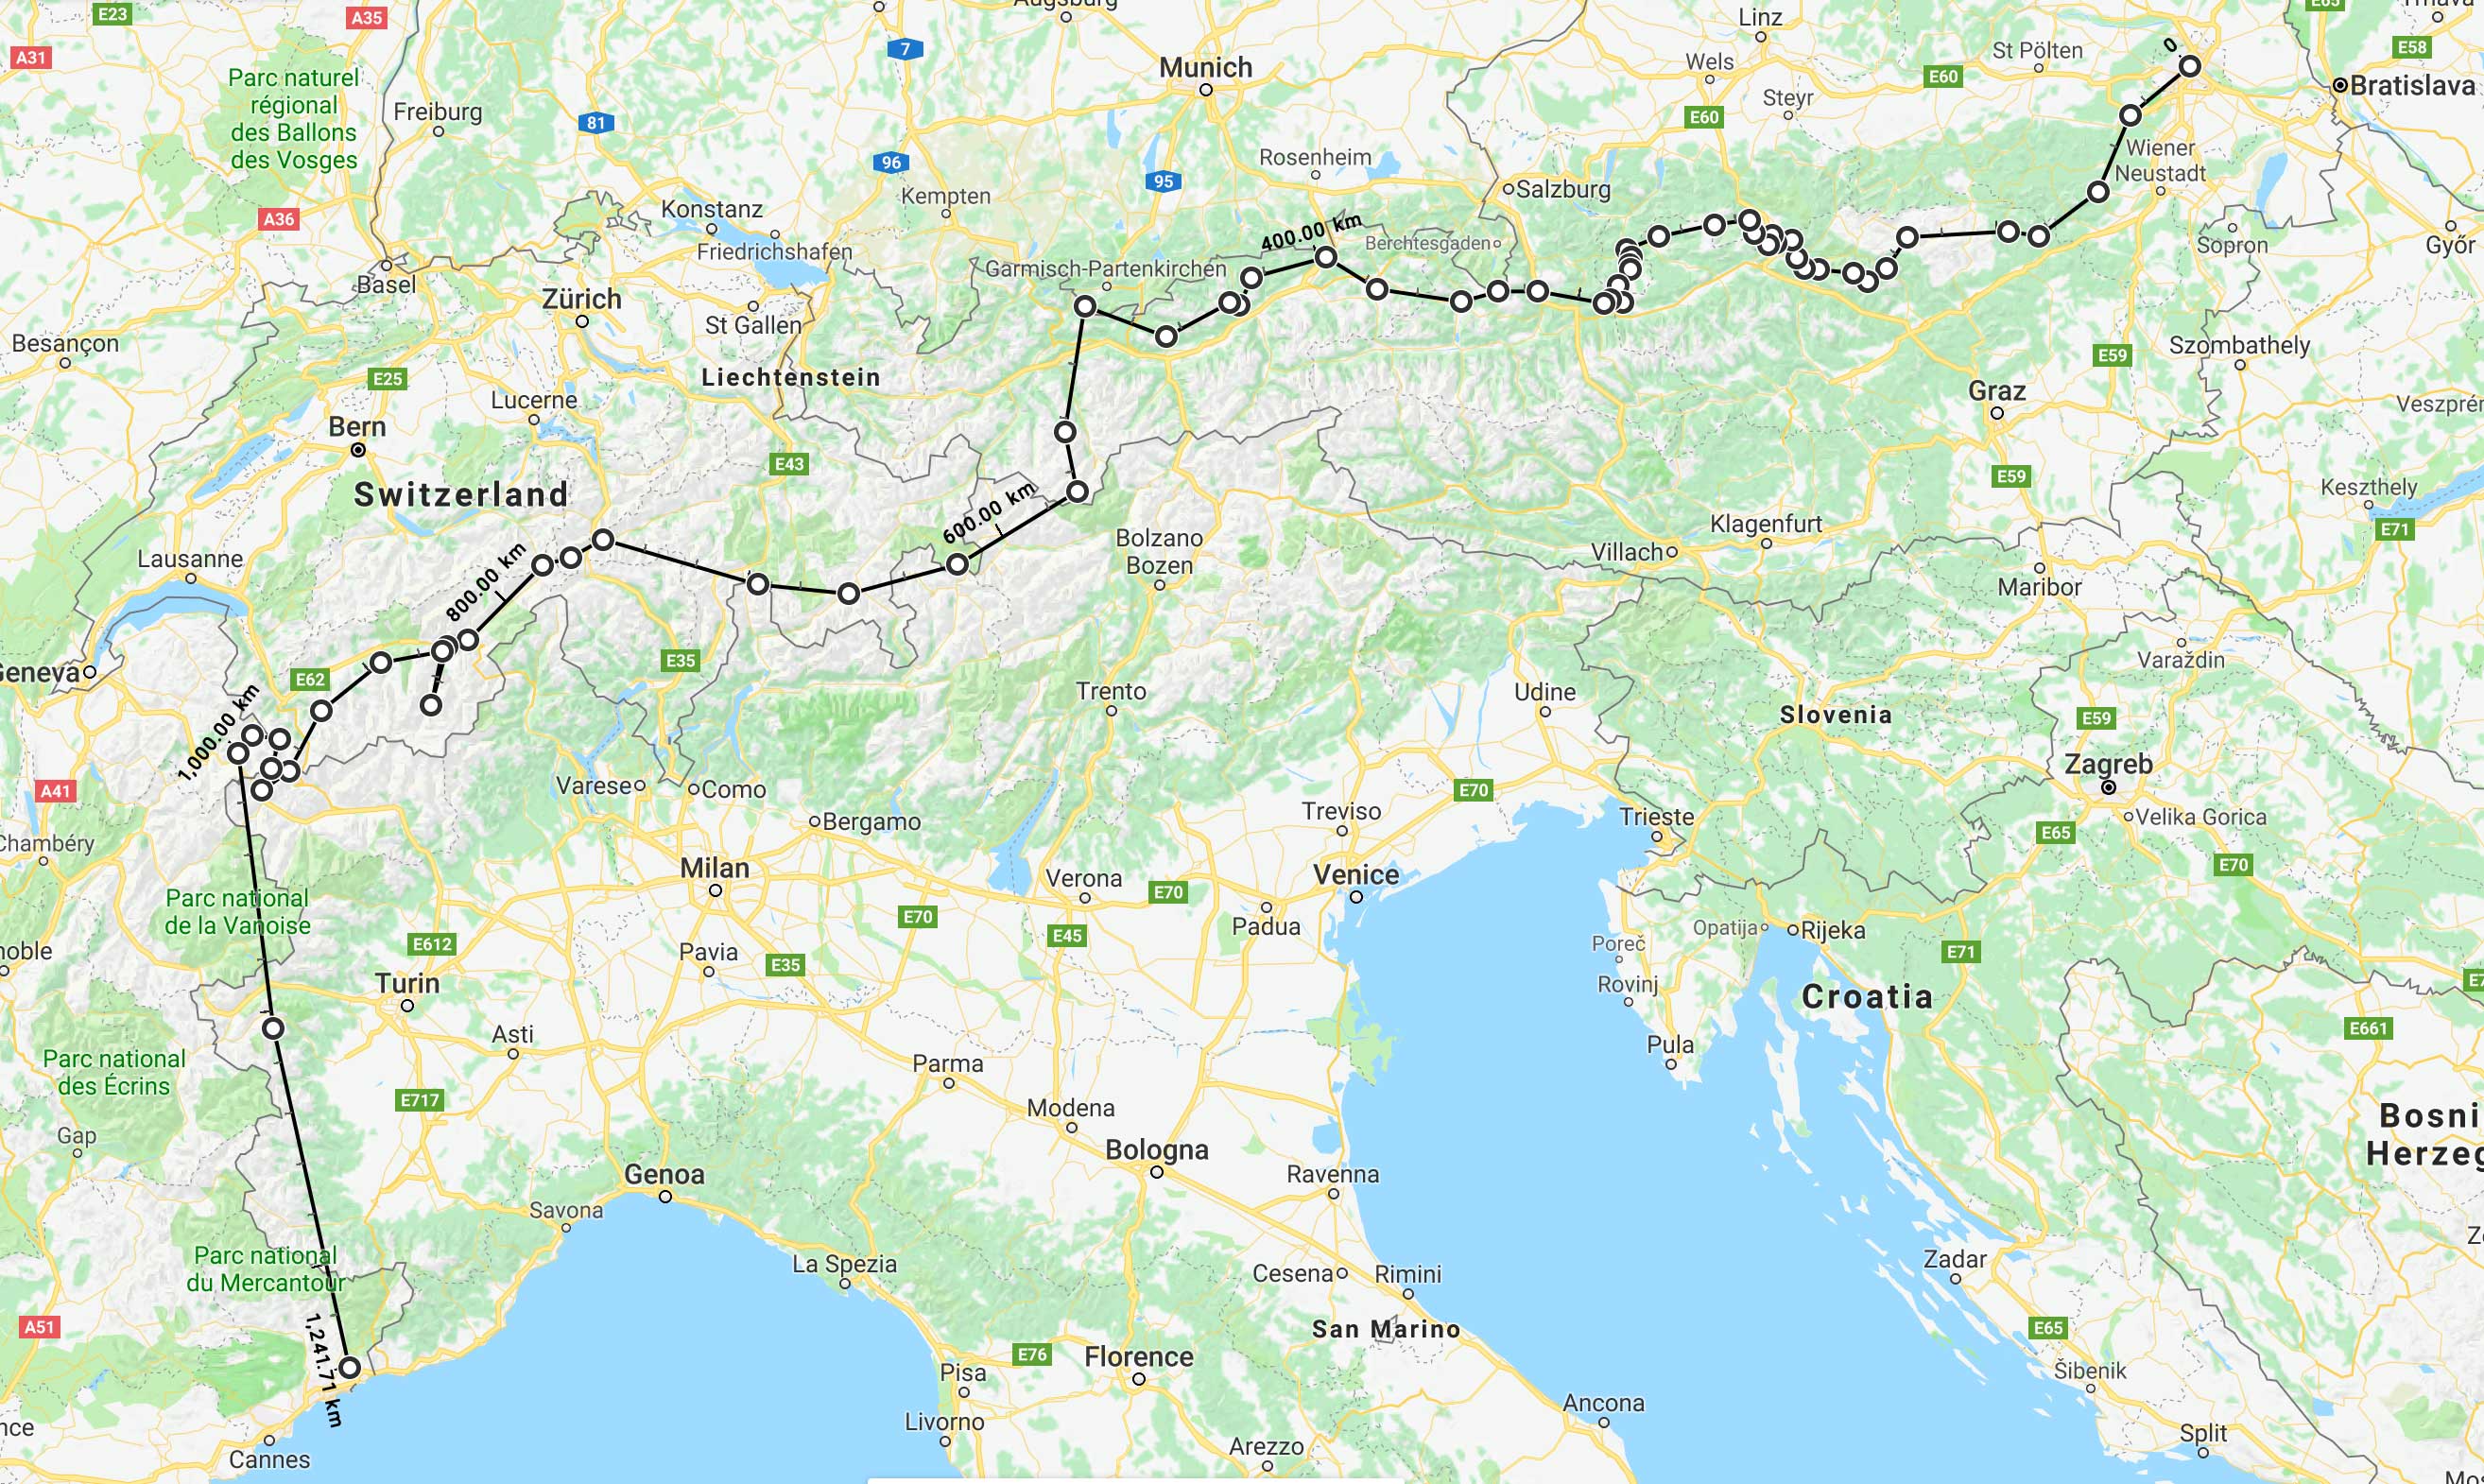 E23
A35
Augsburg
Linz
E65
Trnava
A31
7
St Pölten
0
E58
Parc naturel
régional
des Ballons
des Vosges
Munich
Wels
E60
Bratislava
Freiburg
81
Steyr
E60
96
Rosenheim
95
Wiener
Neustadt
Kempten
Salzburg
A36
Konstanz
400.00 km
Berchtesgaden
Sopron
Győr
Friedrichshafen
Garmisch-Partenkirchen
Basel
Zürich
St Gallen
Besançon
E59
Szombathely
E25
Liechtenstein
Lucerne
Graz
Bern
E43
E59
Switzerland
600.00 km
Keszthely
Klagenfurt
E71
Bolzano
Bozen
Villach
Lausanne
800.00 km
Maribor
Geneva
E62
E35
Varaždin
Trento
Udine
Slovenia
E59
1,000.00 km
Zagreb
A41
Varese
Como
E70
Treviso
Trieste
Velika Gorica
Bergamo
E65
Chambéry
Milan
Venice
E70
Verona
E70
Parc national
de la Vanoise
E70
Padua
E45
Opatija
Rijeka
E612
Poreč
E71
Pavia
E35
Turin
Rovinj
Croatia
Asti
E661
Parc national
des Écrins
Pula
Parma
E717
Modena
Gap
Bologna
Genoa
Ravenna
Savona
Parc national
du Mercantour
La Spezia
Cesena
Rimini
Zadar
A51
San Marino
E65
1,241.71 km
E76
Florence
Pisa
Šibenik
Ancona
Livorno
Cannes
Arezzo
Split